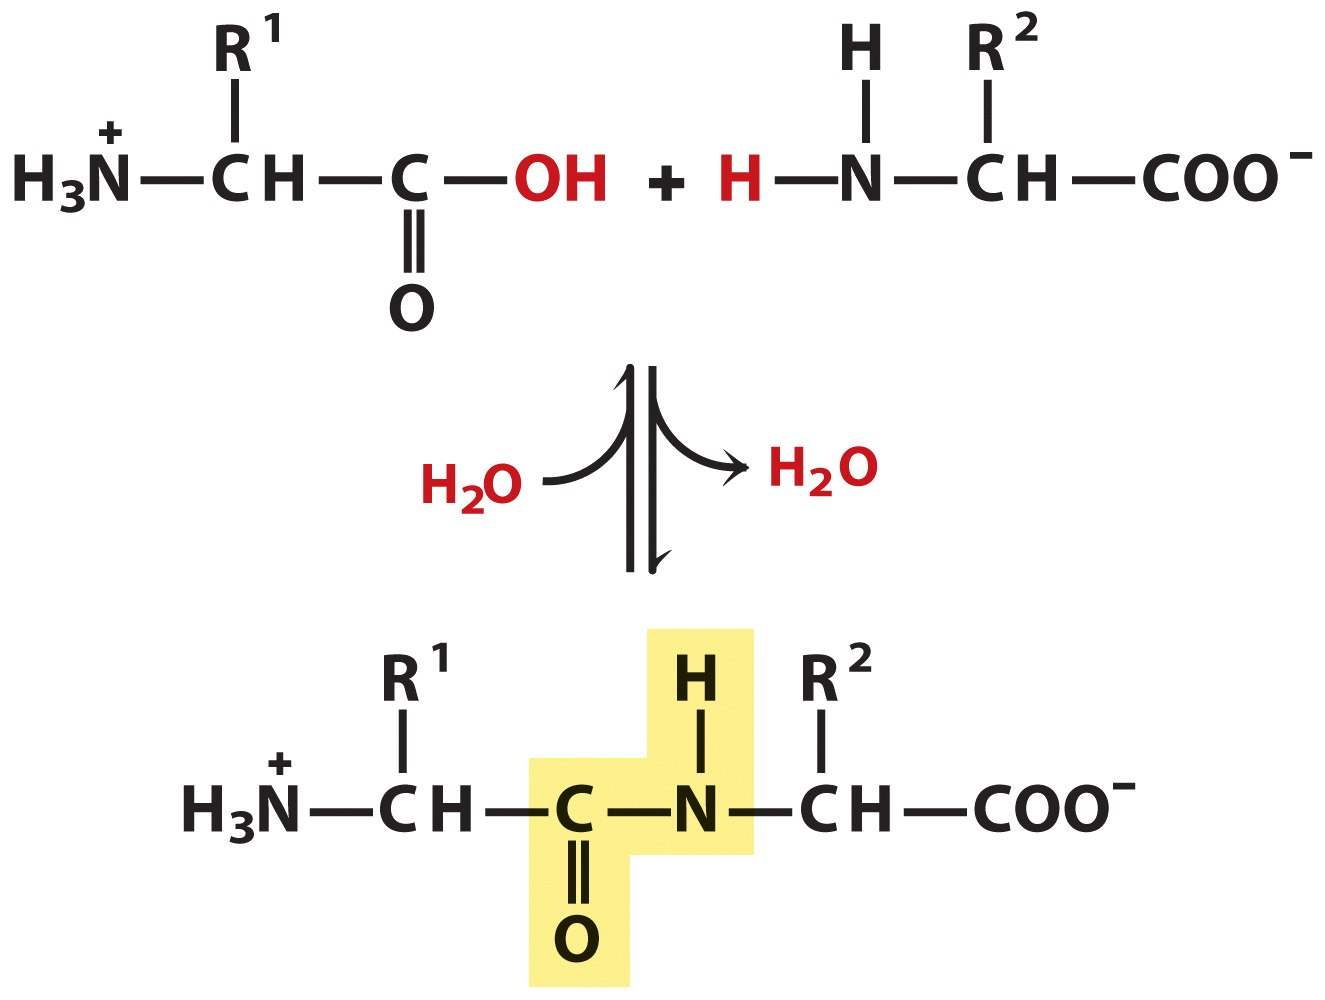 R¹ H R²
H₃N⁺—CH—C—OH + H—N—CH—COO⁻
O
H₂O H₂O
R¹ H R²
H₃N⁺—CH—C—N—CH—COO⁻
O